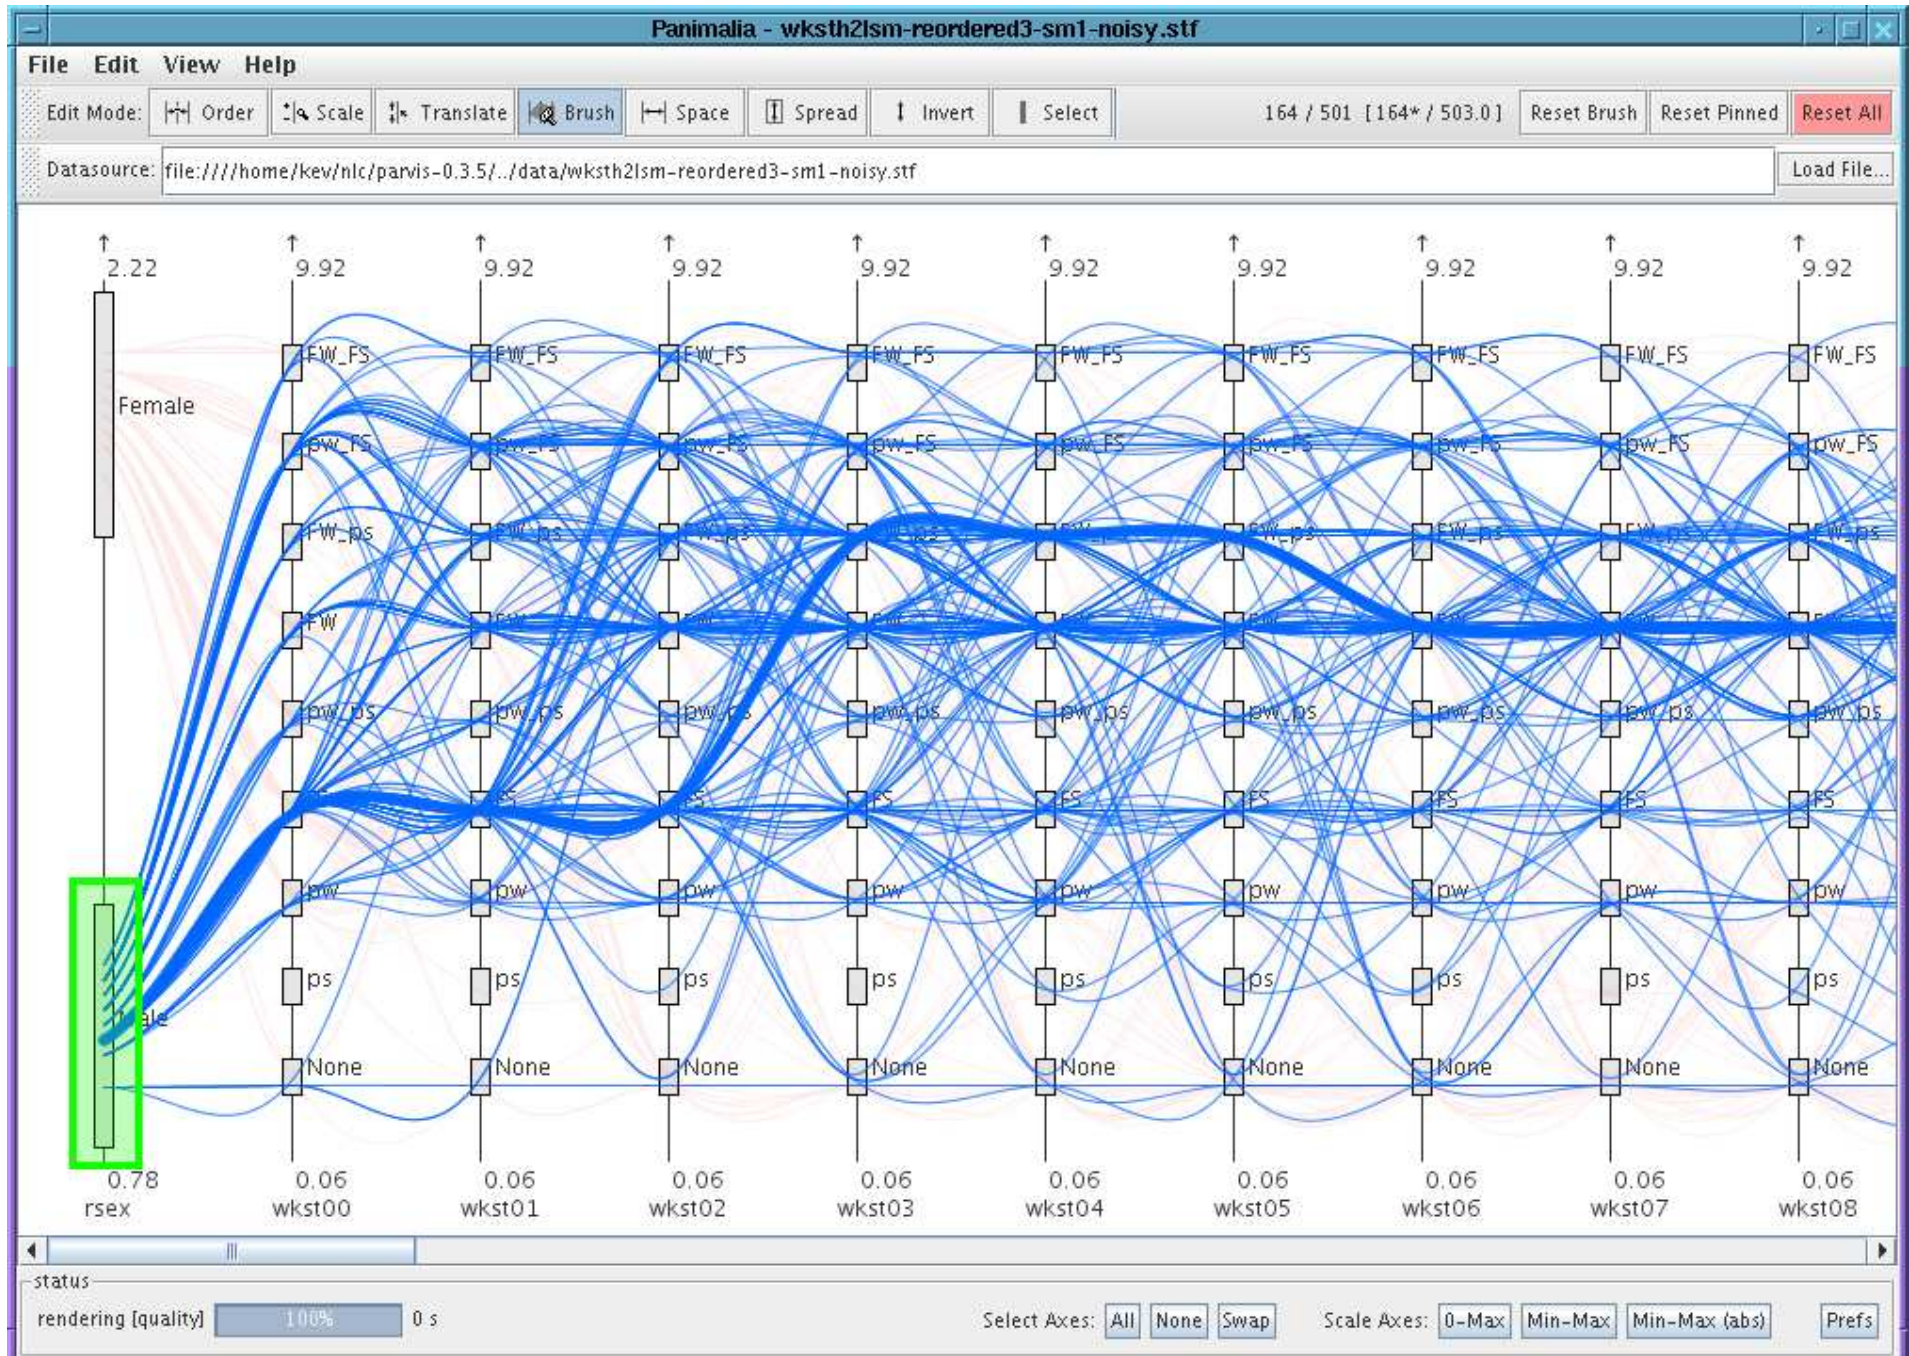 Panimalia - wksth2lsm-reordered3-sm1-noisy.stf
File Edit View Help
Edit Mode: Order Scale Translate Brush Space Spread Invert Select 164 / 501 [164* / 503.0] Reset Brush Reset Pinned Reset All
Datasource: file:////home/kev/nlc/parvis-0.3.5/../data/wksth2lsm-reordered3-sm1-noisy.stf Load File...
2.22 9.92 9.92 9.92 9.92 9.92 9.92 9.92 9.92 9.92
FW_FS FW_FS FW_FS FW_FS FW_FS FW_FS FW_FS FW_FS FW_FS
Female
pw_FS pw_FS pw_FS pw_FS pw_FS pw_FS pw_FS pw_FS pw_FS
FW_ps FW_ps FW_ps FW_ps FW_ps FW_ps FW_ps FW_ps
FW
pw_ps pw_ps pw_ps pw_ps pw_ps pw_ps pw_ps pw_ps pw_ps
FS FS FS FS FS FS FS FS
pw pw pw pw pw pw pw pw pw
ps ps ps ps ps ps ps ps ps
Male
None None None None None None None None None
0.78 0.06 0.06 0.06 0.06 0.06 0.06 0.06 0.06 0.06
rsex wkst00 wkst01 wkst02 wkst03 wkst04 wkst05 wkst06 wkst07 wkst08
status
rendering [quality] 100% 0 s Select Axes: All None Swap Scale Axes: 0-Max Min-Max Min-Max (abs) Prefs